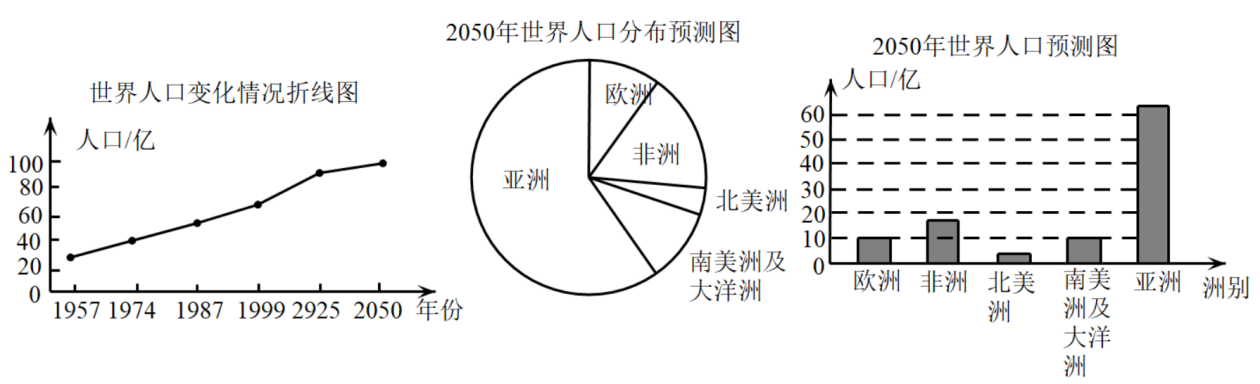 世界人口变化情况折线图
人口/亿
100
80
60
40
20
0
1957 1974 1987 1999 2925 2050 年份
2050年世界人口分布预测图
欧洲
非洲
亚洲
北美洲
南美洲及
大洋洲
2050年世界人口预测图
人口/亿
60
50
40
30
20
10
0
欧洲 非洲 北美 南美 亚洲 洲别
洲 洲及
大洋
洲